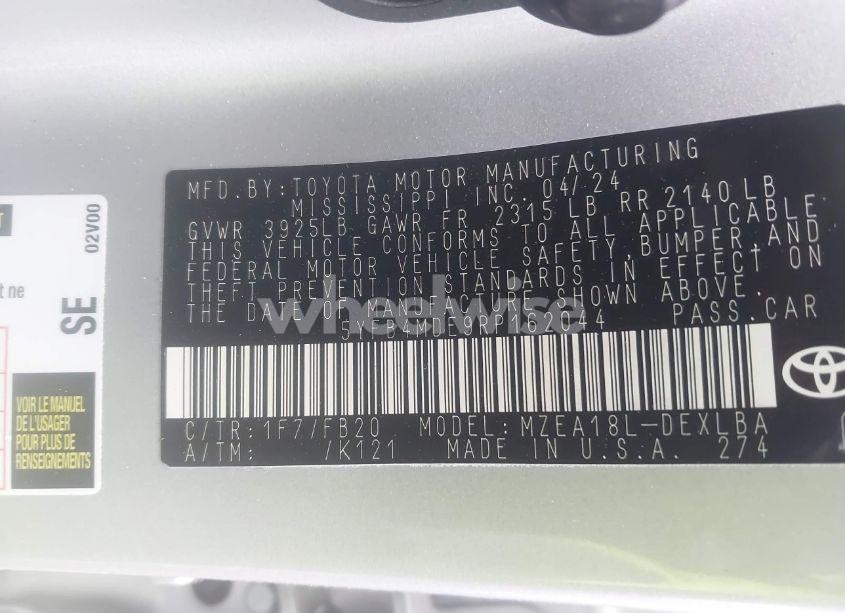 MFD.BY:TOYOTA MOTOR MANUFACTURING
MISSISSIPPI INC. 04/24
GVWR 3925LB GAWR FR 2315 LB RR 2140 LB
THIS VEHICLE CONFORMS TO ALL APPLICABLE
FEDERAL MOTOR VEHICLE SAFETY,BUMPER,AND
THEFT PREVENTION STANDARDS IN EFFECT ON
THE DATE OF MANUFACTURE SHOWN ABOVE.
PASS.CAR
wheelwise
C/TR:1F7/FB20 MODEL:MZEA18L-DEXLBA
A/TM: /K121 MADE IN U.S.A. 274
t ne
SE
02V00
VOIR LE MANUEL
DE L'USAGER
POUR PLUS DE
RENSEIGNEMENTS